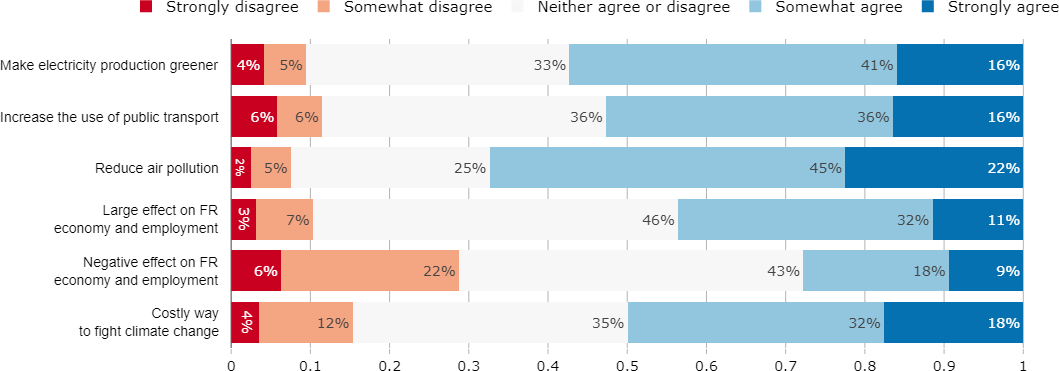 Strongly disagree Somewhat disagree Neither agree or disagree Somewhat agree Strongly agree
Make electricity production greener 4% 5% 33% 41% 16%
Increase the use of public transport 6% 6% 36% 36% 16%
Reduce air pollution 2% 5% 25% 45% 22%
Large effect on FR
economy and employment 3% 7% 46% 32% 11%
Negative effect on FR
economy and employment 6% 22% 43% 18% 9%
Costly way
to fight climate change 4% 12% 35% 32% 18%
0 0.1 0.2 0.3 0.4 0.5 0.6 0.7 0.8 0.9 1